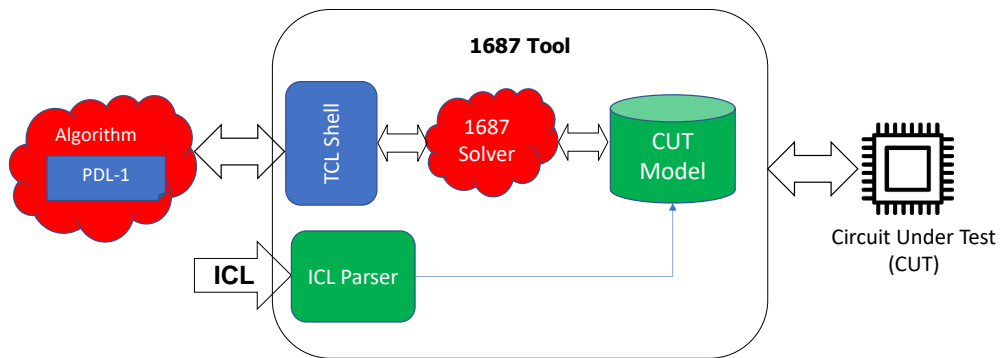 1687 Tool
Algorithm
PDL-1
TCL Shell
1687
Solver
CUT
Model
ICL
ICL Parser
Circuit Under Test
(CUT)